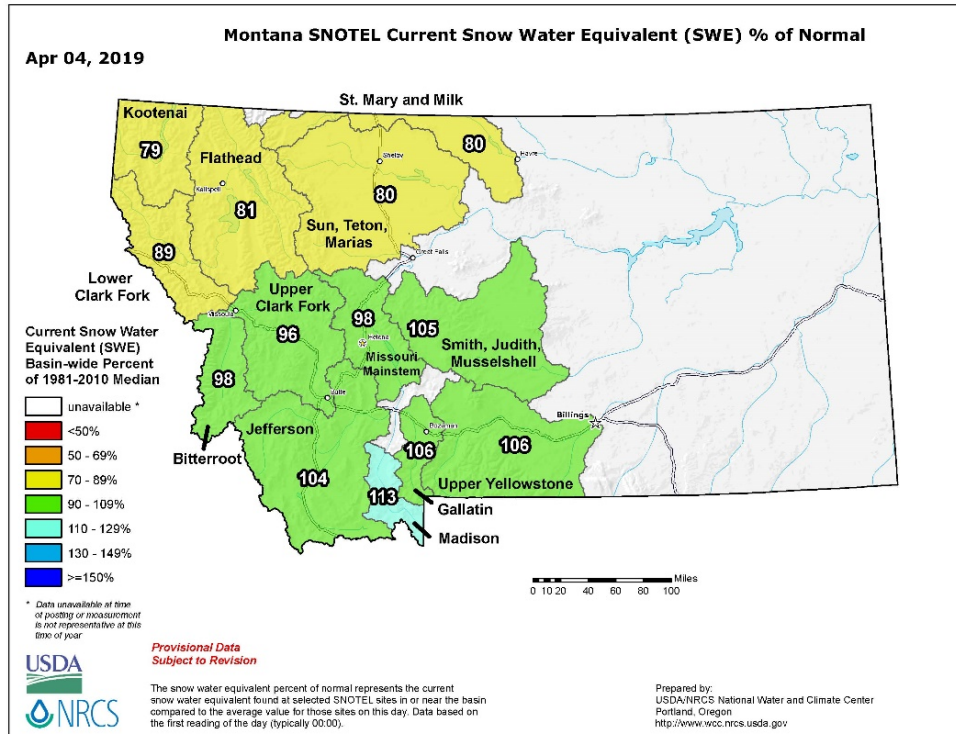 Montana SNOTEL Current Snow Water Equivalent (SWE) % of Normal
Apr 04, 2019
St. Mary and Milk
Kootenai
79
Flathead
81
Kalispell
Shelby
80
80
Havre
Sun, Teton,
Marias
89
Lower
Clark Fork
Great Falls
Upper
Clark Fork
Missoula
96
98
Helena
Missouri
Mainstem
105
Smith, Judith,
Musselshell
98
Bitterroot
Butte
Jefferson
104
Bozeman
106
106
Billings
Upper Yellowstone
113
Gallatin
Madison
Current Snow Water
Equivalent (SWE)
Basin-wide Percent
of 1981-2010 Median
unavailable *
<50%
50 - 69%
70 - 89%
90 - 109%
110 - 129%
130 - 149%
>=150%
* Data unavailable at time
of posting or measurement
is not representative at this
time of year
Miles
0 10 20 40 60 80 100
Provisional Data
Subject to Revision
USDA
NRCS
The snow water equivalent percent of normal represents the current
snow water equivalent found at selected SNOTEL sites in or near the basin
compared to the average value for those sites on this day. Data based on
the first reading of the day (typically 00:00).
Prepared by:
USDA/NRCS National Water and Climate Center
Portland, Oregon
http://www.wcc.nrcs.usda.gov